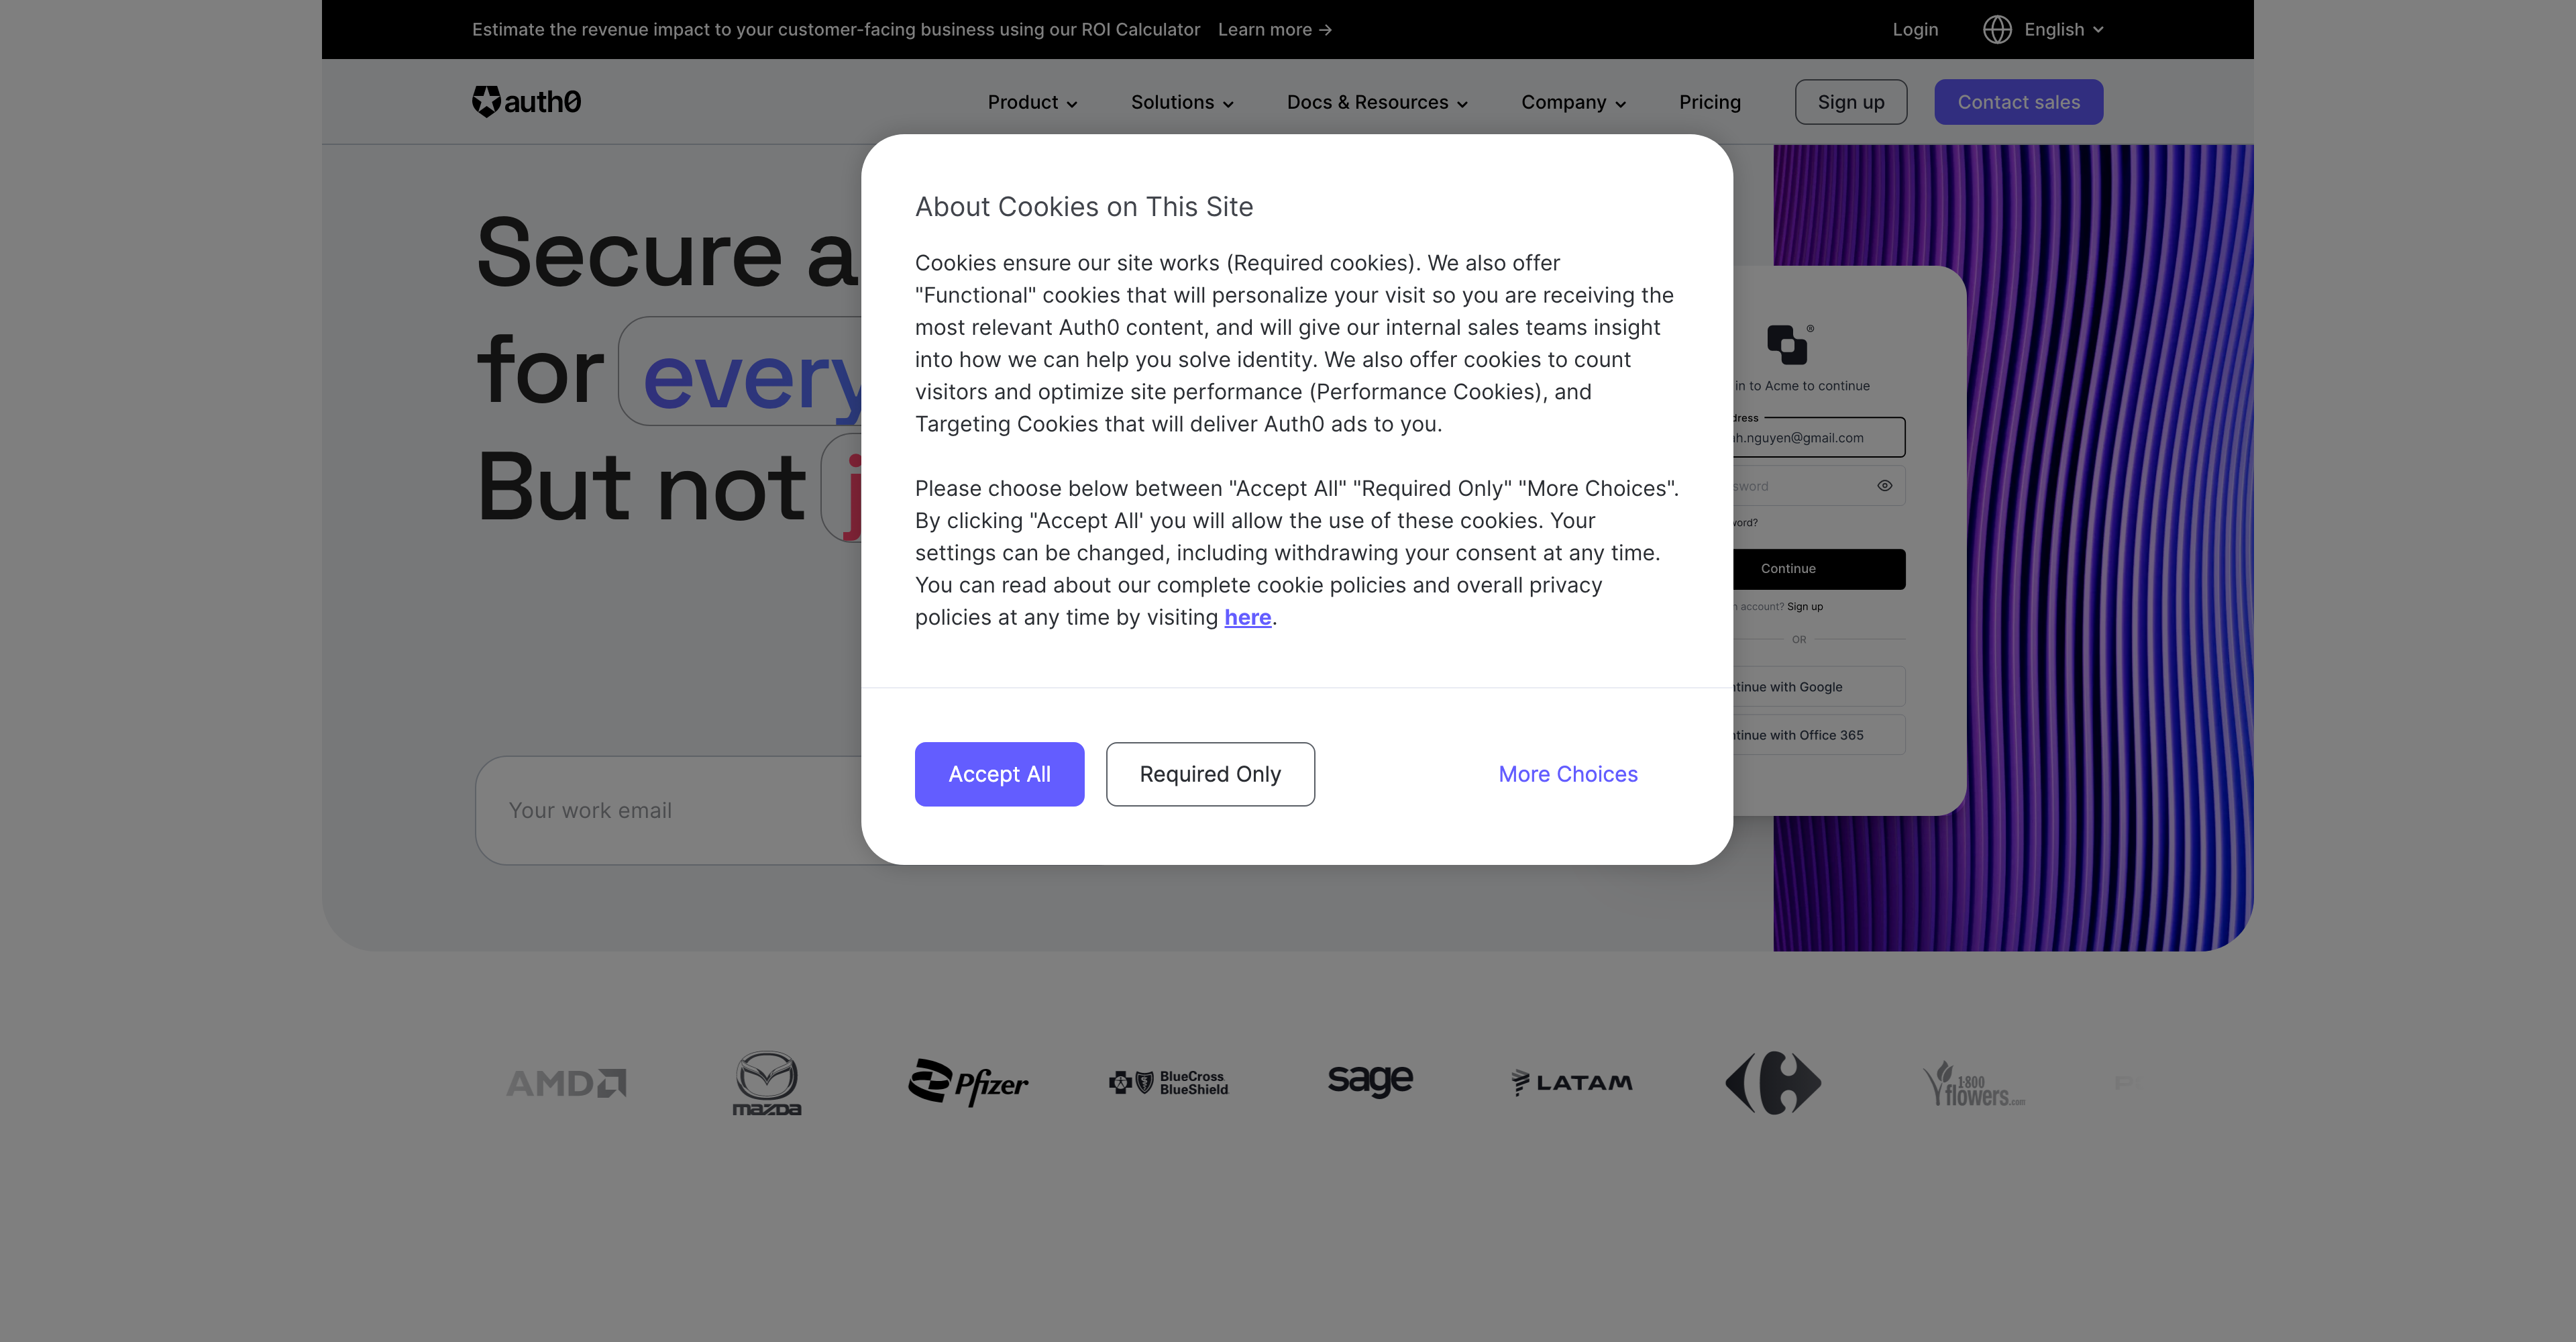 Estimate the revenue impact to your customer-facing business using our ROI Calculator Learn more →
Login English
auth0
Product Solutions Docs & Resources Company Pricing Sign up Contact sales
Secure a
for every
But not j
Your work email
About Cookies on This Site
Cookies ensure our site works (Required cookies). We also offer
"Functional" cookies that will personalize your visit so you are receiving the
most relevant Auth0 content, and will give our internal sales teams insight
into how we can help you solve identity. We also offer cookies to count
visitors and optimize site performance (Performance Cookies), and
Targeting Cookies that will deliver Auth0 ads to you.
Please choose below between "Accept All" "Required Only" "More Choices".
By clicking "Accept All' you will allow the use of these cookies. Your
settings can be changed, including withdrawing your consent at any time.
You can read about our complete cookie policies and overall privacy
policies at any time by visiting here.
Accept All Required Only More Choices
®
in to Acme to continue
dress
h.nguyen@gmail.com
sword
word?
Continue
account? Sign up
OR
tinue with Google
tinue with Office 365
AMD
mazda
Pfizer
BlueCross
BlueShield
sage
LATAM
1-800
flowers.com